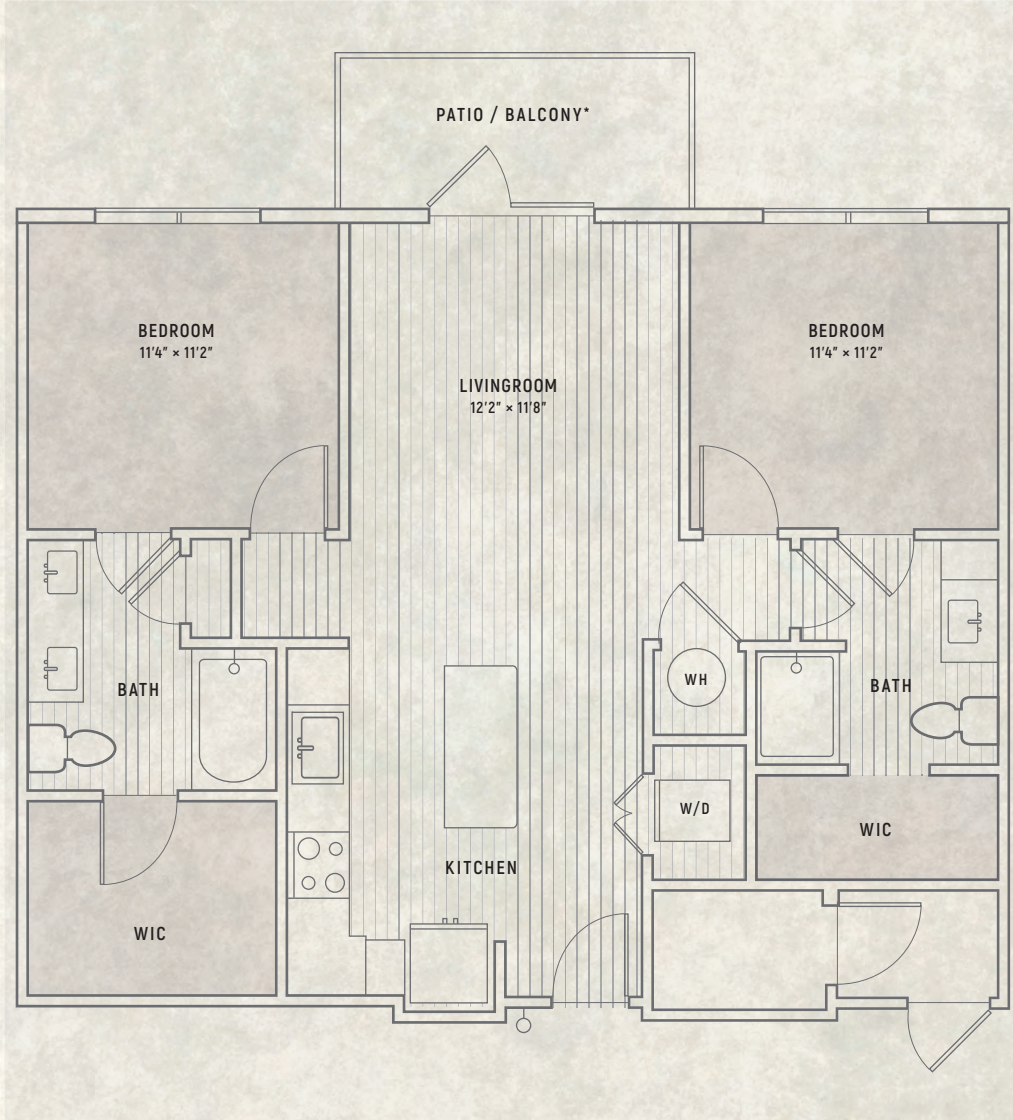 PATIO / BALCONY*
BEDROOM
11'4" × 11'2"
BEDROOM
11'4" × 11'2"
LIVINGROOM
12'2" × 11'8"
BATH
WH
BATH
W/D
WIC
KITCHEN
WIC